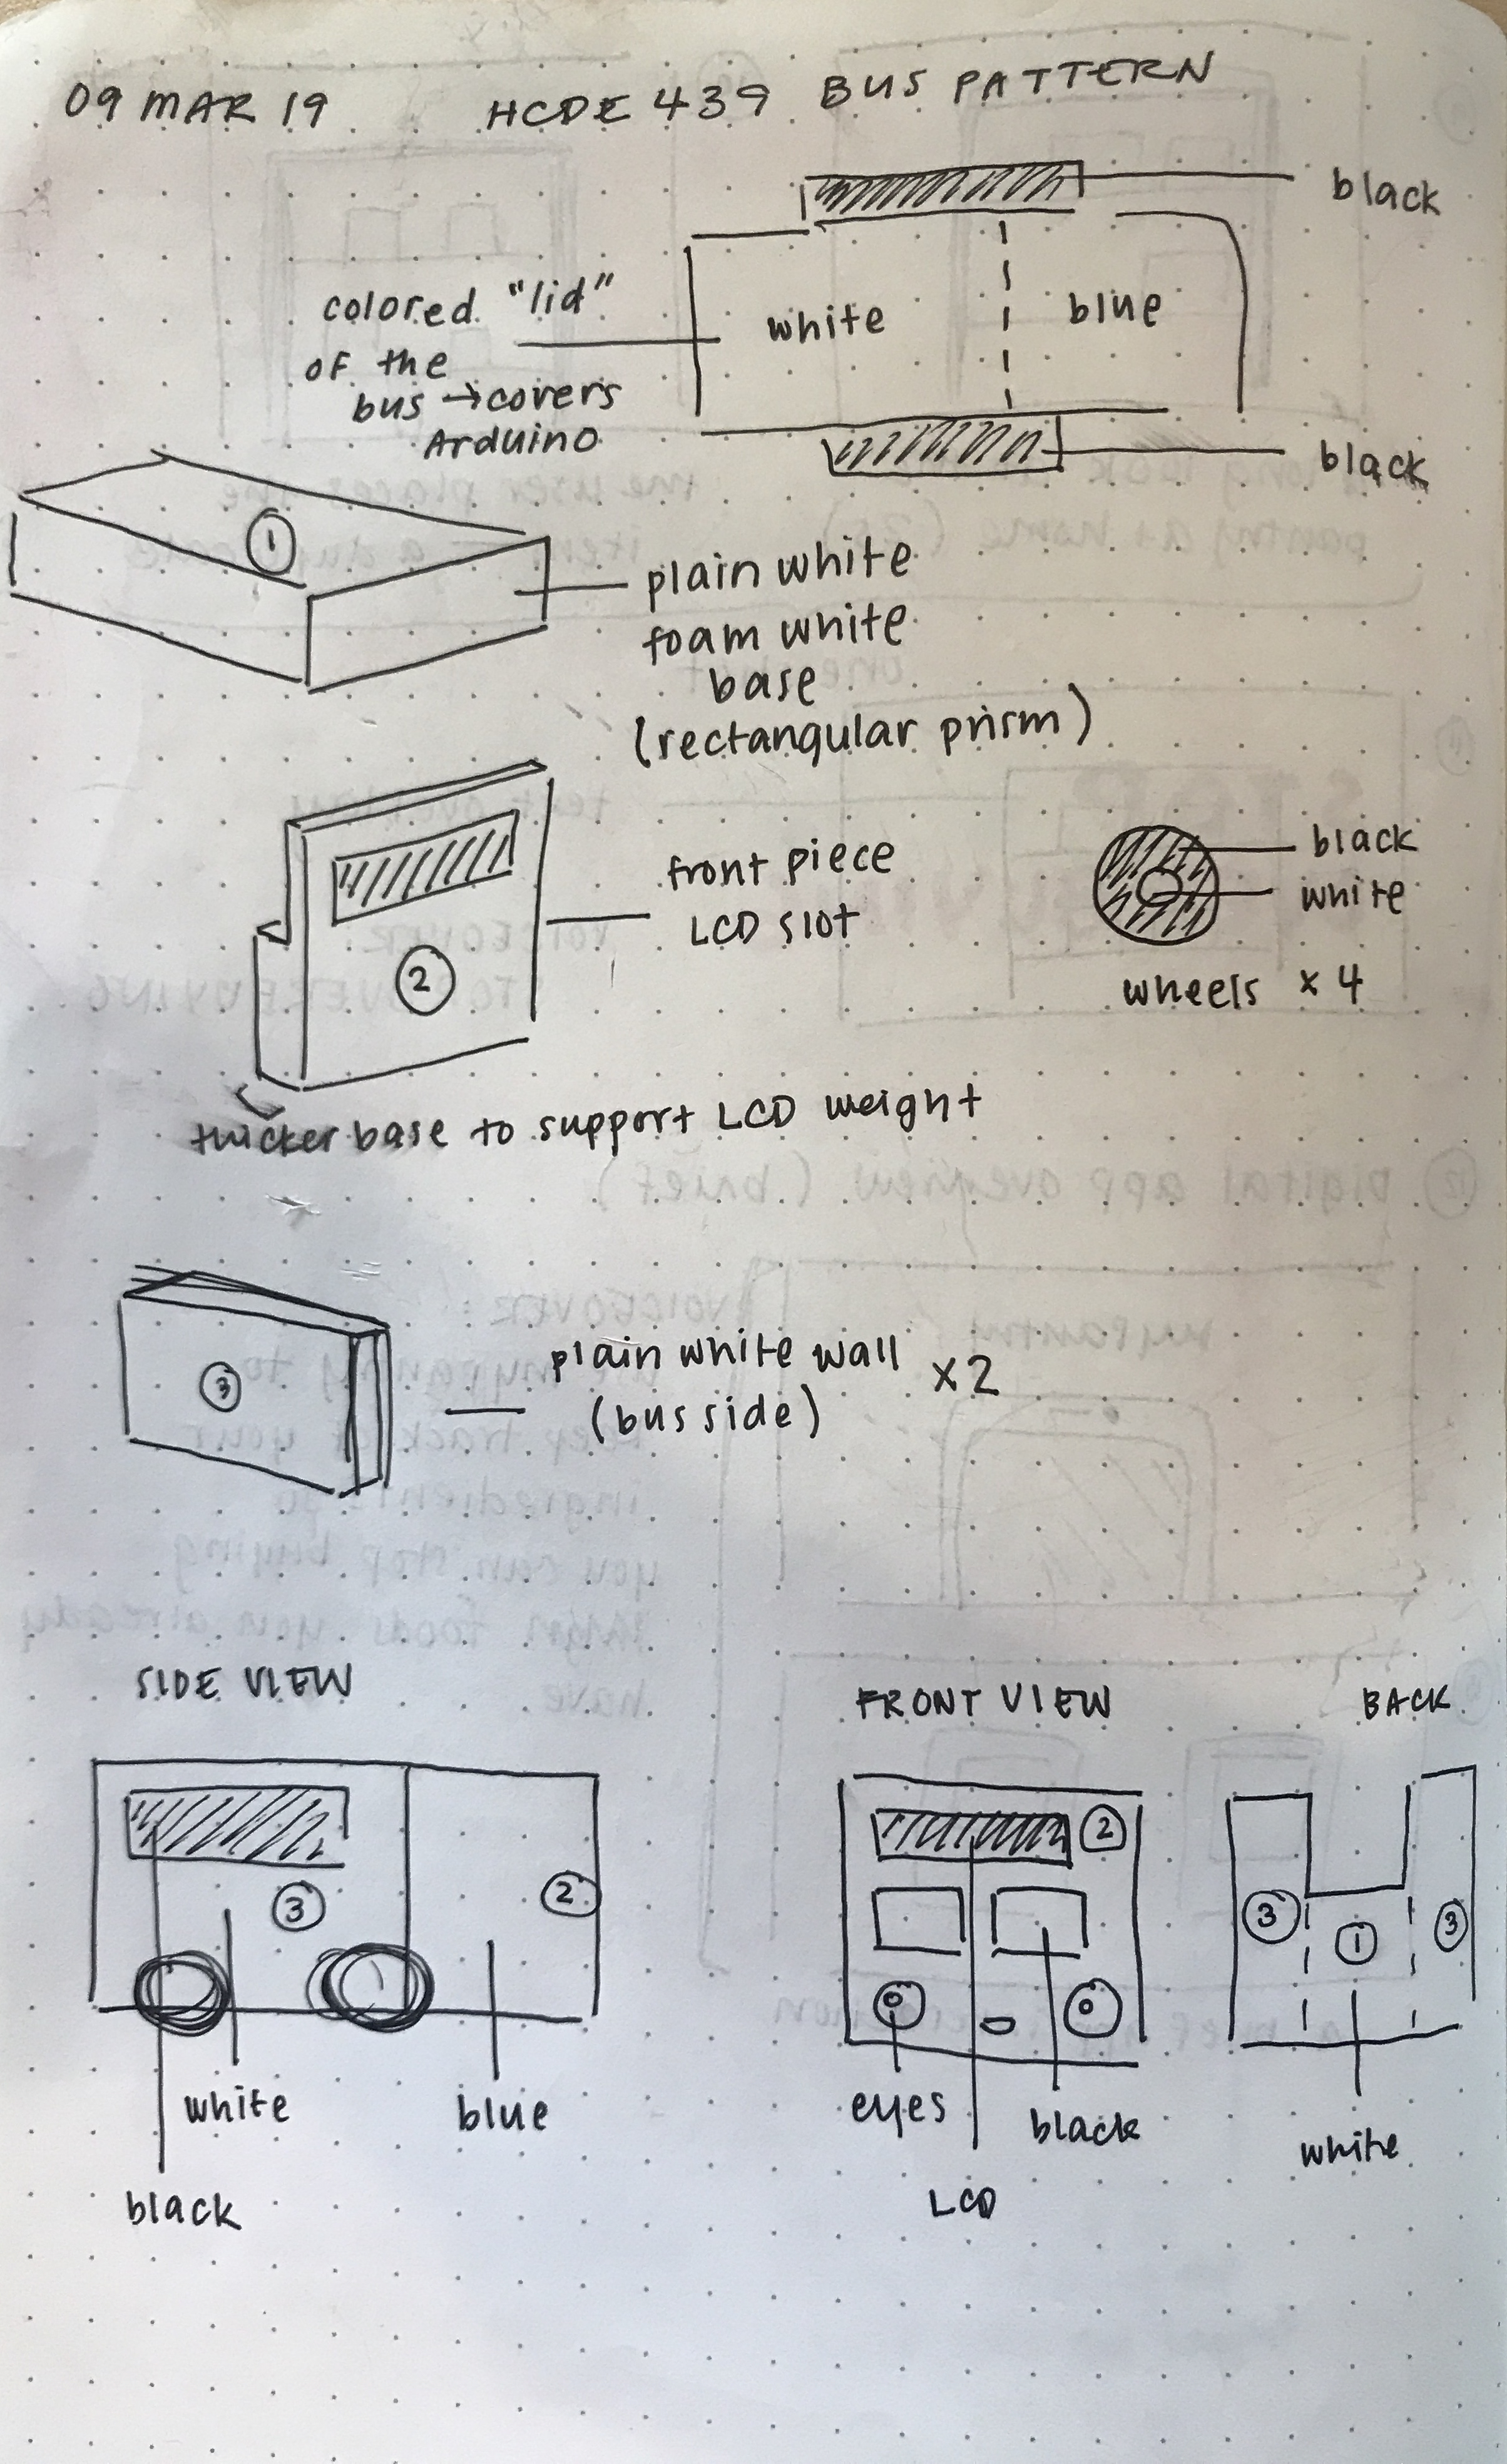 09 MAR 19 HCDE 439 BUS PATTERN
black
colored "lid"
of the
bus → covers
Arduino
white
blue
black
1
plain white
foam white
base
(rectangular prism)
2
front piece
LCD slot
black
white
wheels x 4
thicker base to support LCD weight
3
plain white wall x2
(bus side)
SIDE VIEW
3
2
white
blue
black
FRONT VIEW
2
eyes
black
LCD
BACK
3
1
3
white